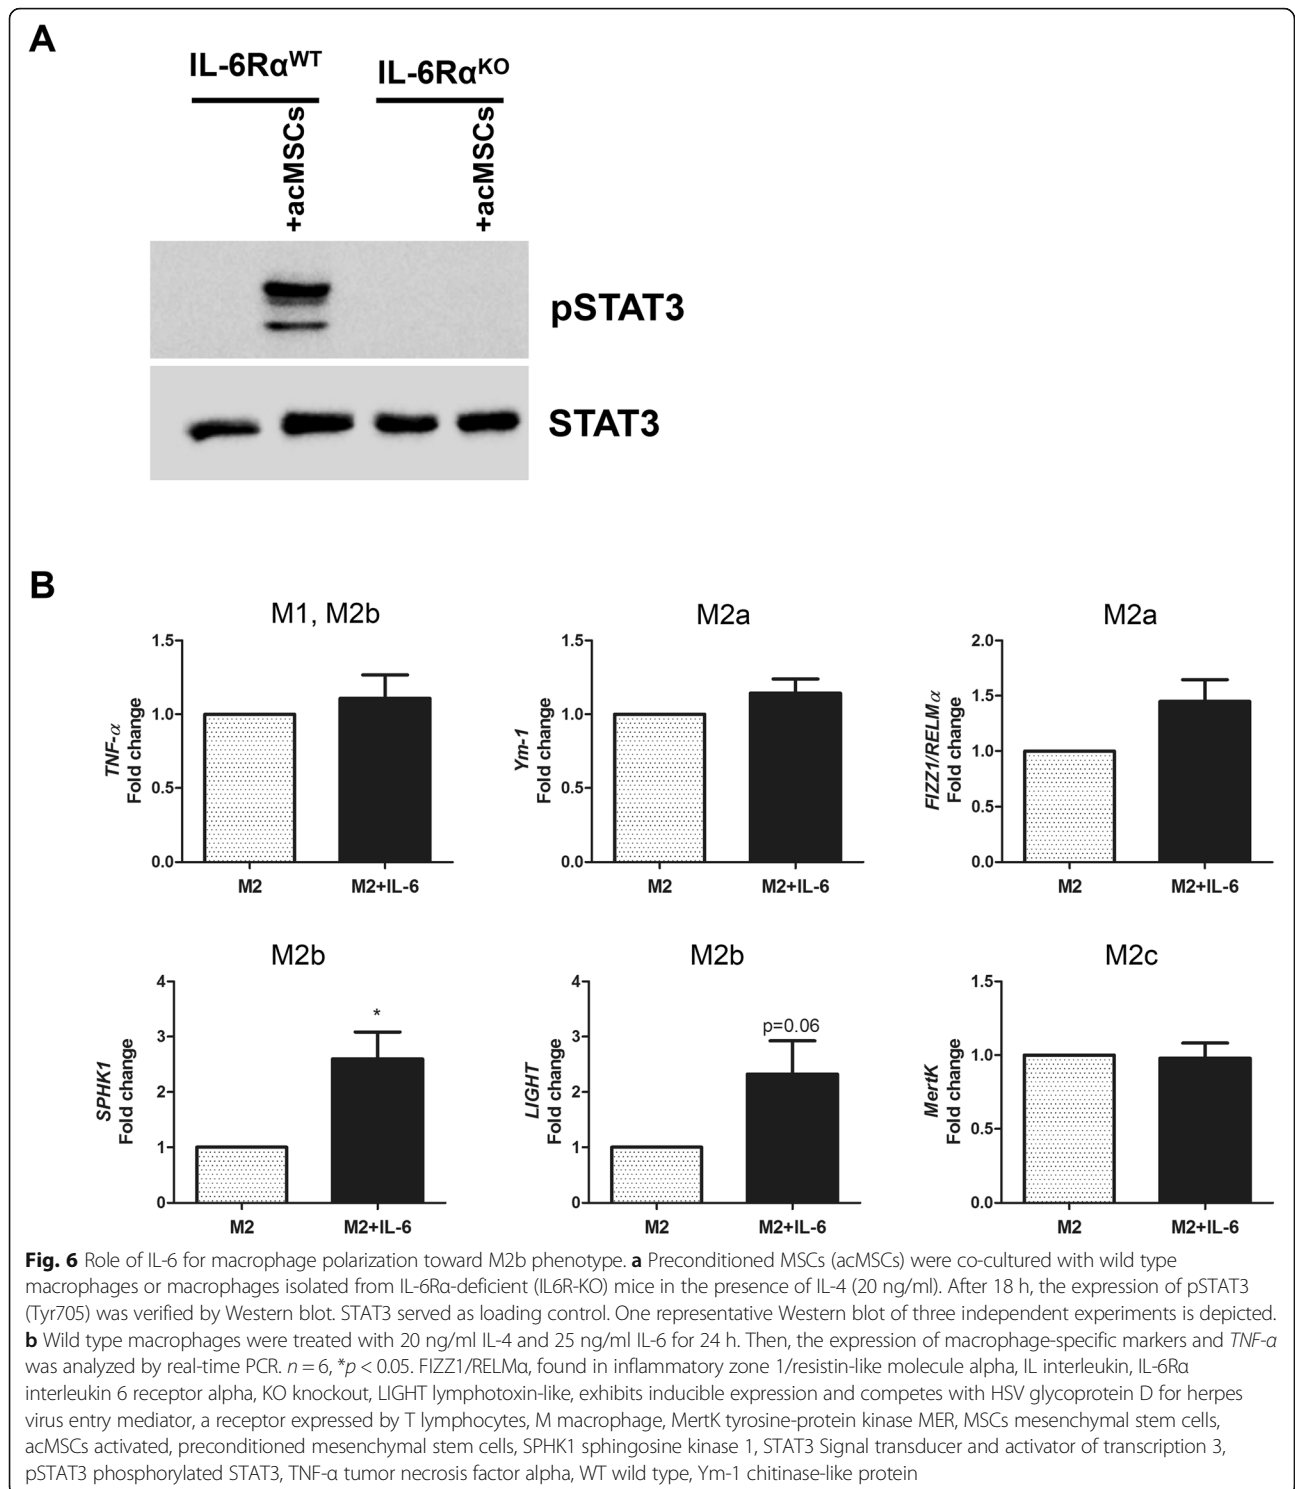 A
IL-6Rα^WT
IL-6Rα^KO
+acMSCs
+acMSCs
pSTAT3
STAT3
B
M1, M2b
TNF-α
Fold change
1.5
1.0
0.5
0.0
M2
M2+IL-6
M2a
Ym-1
Fold change
1.5
1.0
0.5
0.0
M2
M2+IL-6
M2a
FIZZ1/RELMα
Fold change
2.0
1.5
1.0
0.5
0.0
M2
M2+IL-6
M2b
SPHK1
Fold change
4
3
2
1
0
*
M2
M2+IL-6
M2b
LIGHT
Fold change
4
3
2
1
0
p=0.06
M2
M2+IL-6
M2c
MertK
Fold change
1.5
1.0
0.5
0.0
M2
M2+IL-6
Fig. 6 Role of IL-6 for macrophage polarization toward M2b phenotype. a Preconditioned MSCs (acMSCs) were co-cultured with wild type
macrophages or macrophages isolated from IL-6Rα-deficient (IL6R-KO) mice in the presence of IL-4 (20 ng/ml). After 18 h, the expression of pSTAT3
(Tyr705) was verified by Western blot. STAT3 served as loading control. One representative Western blot of three independent experiments is depicted.
b Wild type macrophages were treated with 20 ng/ml IL-4 and 25 ng/ml IL-6 for 24 h. Then, the expression of macrophage-specific markers and TNF-α
was analyzed by real-time PCR. n = 6, *p < 0.05. FIZZ1/RELMα, found in inflammatory zone 1/resistin-like molecule alpha, IL interleukin, IL-6Rα
interleukin 6 receptor alpha, KO knockout, LIGHT lymphotoxin-like, exhibits inducible expression and competes with HSV glycoprotein D for herpes
virus entry mediator, a receptor expressed by T lymphocytes, M macrophage, MertK tyrosine-protein kinase MER, MSCs mesenchymal stem cells,
acMSCs activated, preconditioned mesenchymal stem cells, SPHK1 sphingosine kinase 1, STAT3 Signal transducer and activator of transcription 3,
pSTAT3 phosphorylated STAT3, TNF-α tumor necrosis factor alpha, WT wild type, Ym-1 chitinase-like protein